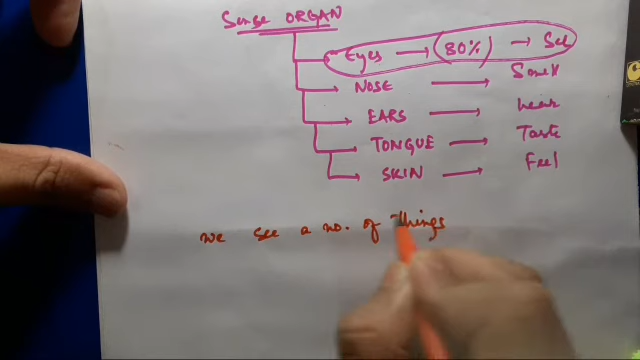 Sense ORGAN
Eyes → (80%) → See
NOSE → Smell
EARS → hear
TONGUE → Taste
SKIN → Feel
we see a no. of Things